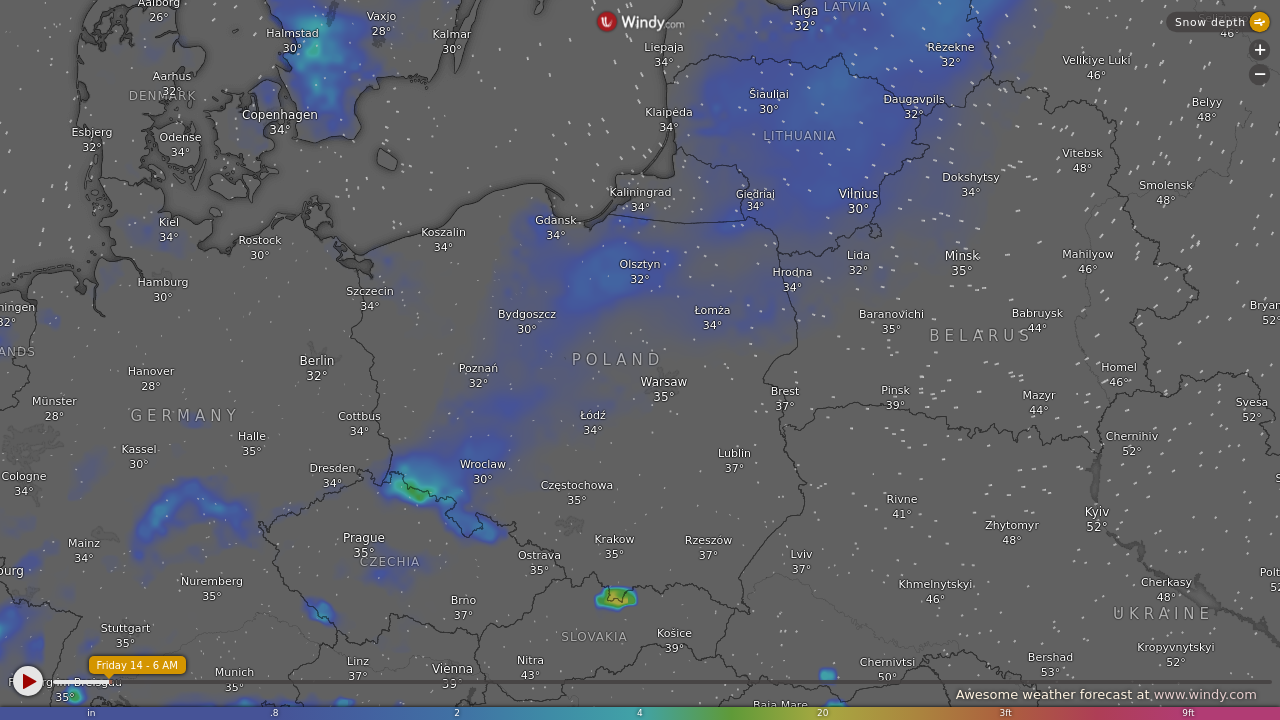 Aalborg
26°
Vaxjo
28°
Halmstad
30°
Kalmar
30°
Windy.com
Riga
32°
LATVIA
Snow depth
46°
Liepaja
34°
Rēzekne
32°
Velikiye Luki
46°
+
−
Aarhus
32°
DENMARK
Šiauliai
30°
Daugavpils
32°
Belyy
48°
Copenhagen
34°
Klaipėda
34°
LITHUANIA
Esbjerg
32°
Odense
34°
Vitebsk
48°
Dokshytsy
34°
Smolensk
48°
Kaliningrad
34°
Giedriai
34°
Vilnius
30°
Kiel
34°
Rostock
30°
Koszalin
34°
Gdansk
34°
Olsztyn
32°
Hrodna
34°
Lida
32°
Minsk
35°
Mahilyow
46°
Hamburg
30°
Szczecin
34°
Bydgoszcz
30°
Łomża
34°
Baranovichi
35°
Babruysk
44°
BELARUS
32°
POLAND
Berlin
32°
Hanover
28°
Poznań
32°
Warsaw
35°
Brest
37°
Pinsk
39°
Homel
46°
Mazyr
44°
Münster
28°
GERMANY
Cottbus
34°
Łódź
34°
Svesa
52°
Halle
35°
Kassel
30°
Chernihiv
52°
Cologne
34°
Dresden
34°
Wroclaw
30°
Lublin
37°
Częstochowa
35°
Rivne
41°
Kyiv
52°
Zhytomyr
48°
Mainz
34°
Prague
35°
CZECHIA
Ostrava
35°
Krakow
35°
Rzeszów
37°
Lviv
37°
Nuremberg
35°
Brno
37°
Khmelnytskyi
46°
Cherkasy
48°
UKRAINE
Stuttgart
35°
SLOVAKIA
Košice
39°
Friday 14 - 6 AM
Munich
35°
Linz
37°
Vienna
39°
Nitra
43°
Chernivtsi
50°
Bershad
53°
Kropyvnytskyi
52°
35°
Baia Mare
Awesome weather forecast at www.windy.com
in .8 2 4 20 3ft 9ft